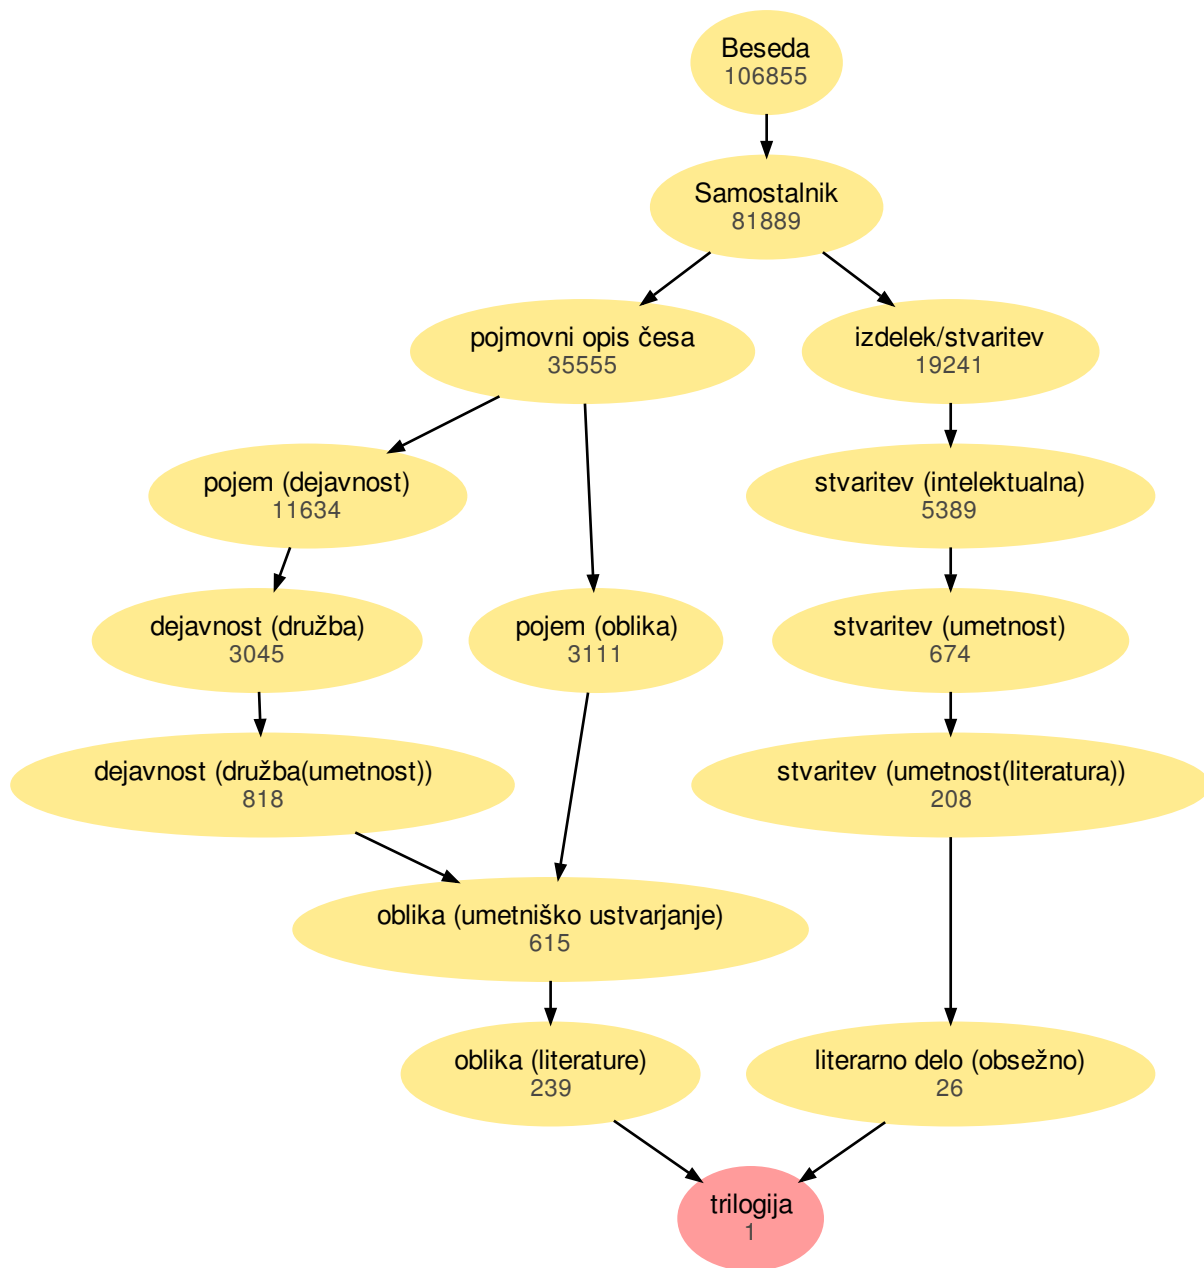 Beseda
106855
Samostalnik
81889
pojmovni opis česa
35555
izdelek/stvaritev
19241
pojem (dejavnost)
11634
stvaritev (intelektualna)
5389
dejavnost (družba)
3045
pojem (oblika)
3111
stvaritev (umetnost)
674
dejavnost (družba(umetnost))
818
stvaritev (umetnost(literatura))
208
oblika (umetniško ustvarjanje)
615
oblika (literature)
239
literarno delo (obsežno)
26
trilogija
1